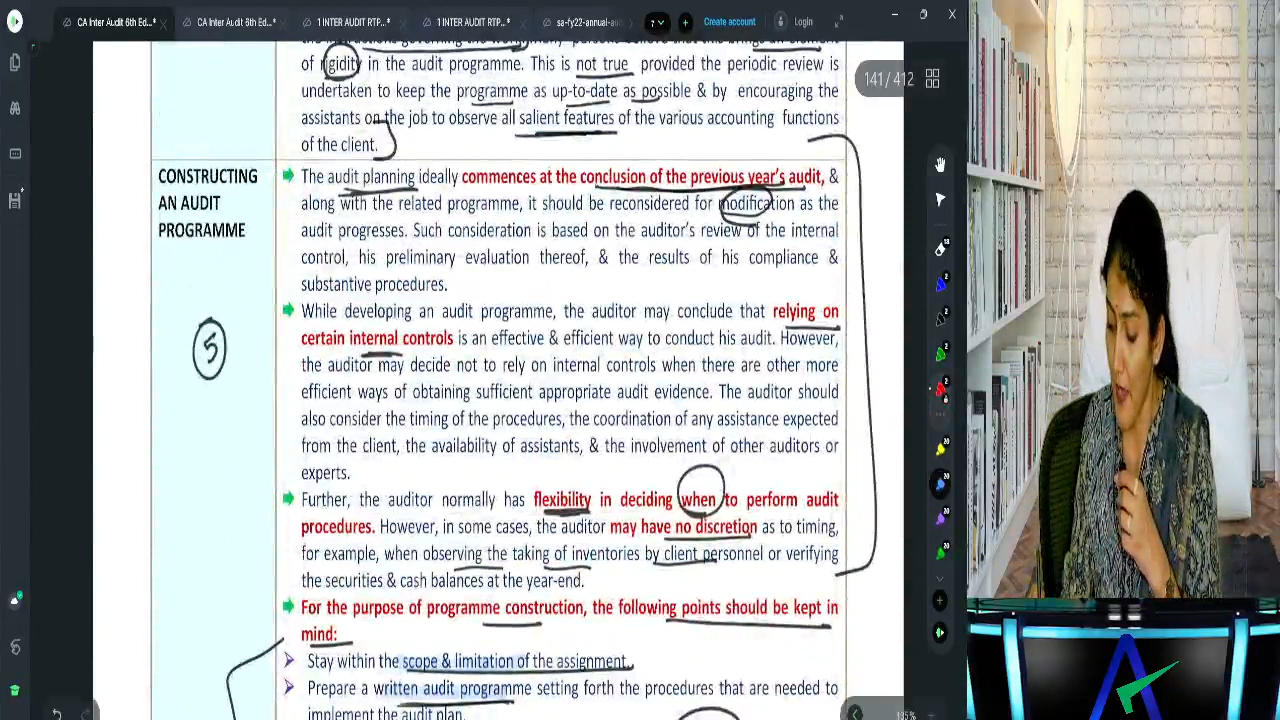 CA Inter Audit 6th Ed...*
CA Inter Audit 6th Ed...*
1 INTER AUDIT RTP...*
1 INTER AUDIT RTP...*
sa-fy22-annual-aud
7
Create account
Login
141 / 412
of rigidity in the audit programme. This is not true provided the periodic review is
undertaken to keep the programme as up-to-date as possible & by encouraging the
assistants on the job to observe all salient features of the various accounting functions
of the client.
CONSTRUCTING
AN AUDIT
PROGRAMME
5
The audit planning ideally commences at the conclusion of the previous year's audit, &
along with the related programme, it should be reconsidered for modification as the
audit progresses. Such consideration is based on the auditor's review of the internal
control, his preliminary evaluation thereof, & the results of his compliance &
substantive procedures.
While developing an audit programme, the auditor may conclude that relying on
certain internal controls is an effective & efficient way to conduct his audit. However,
the auditor may decide not to rely on internal controls when there are other more
efficient ways of obtaining sufficient appropriate audit evidence. The auditor should
also consider the timing of the procedures, the coordination of any assistance expected
from the client, the availability of assistants, & the involvement of other auditors or
experts.
Further, the auditor normally has flexibility in deciding when to perform audit
procedures. However, in some cases, the auditor may have no discretion as to timing,
for example, when observing the taking of inventories by client personnel or verifying
the securities & cash balances at the year-end.
For the purpose of programme construction, the following points should be kept in
mind:
Stay within the scope & limitation of the assignment.
Prepare a written audit programme setting forth the procedures that are needed to
implement the audit plan.